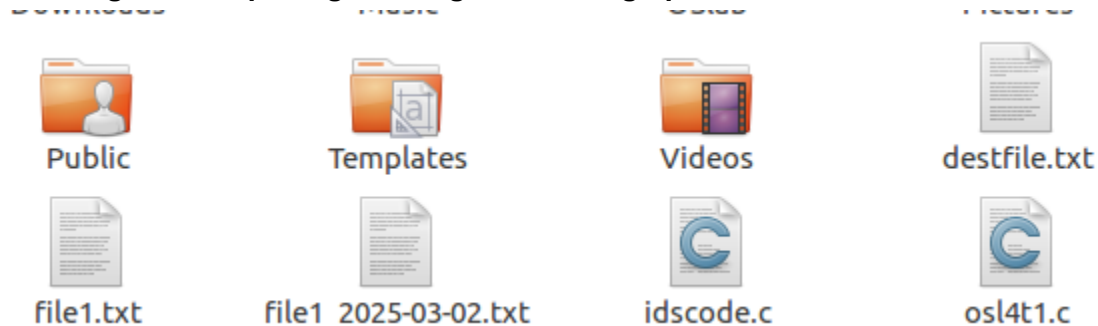 Public Templates Videos destfile.txt
file1.txt file1 2025-03-02.txt idscode.c osl4t1.c